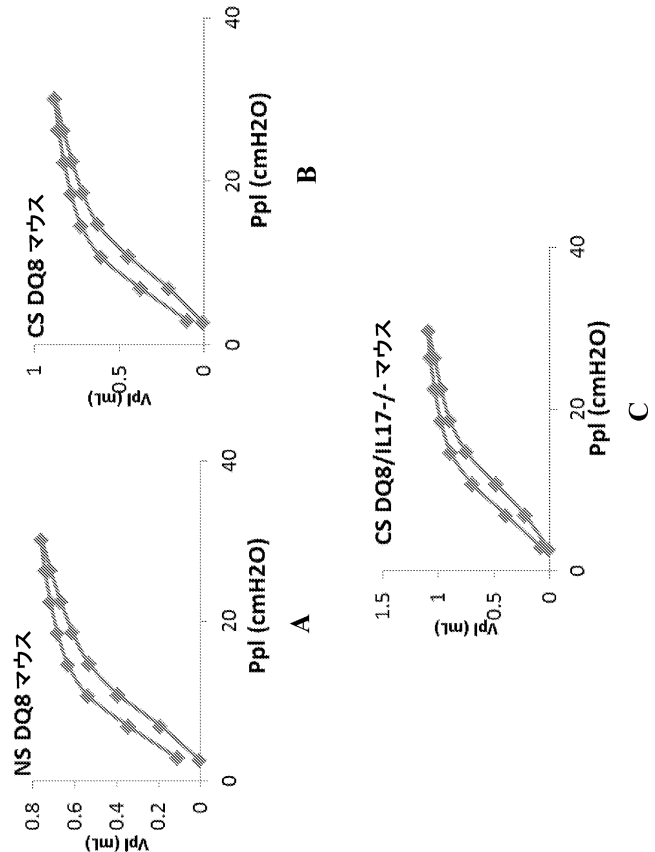 NS DQ8 マウス
Vpl (mL)
0.8
0.6
0.4
0.2
0
0
20
40
Ppl (cmH2O)
A
CS DQ8 マウス
Vpl (mL)
1
0.5
0
0
20
40
Ppl (cmH2O)
B
CS DQ8/IL17-/- マウス
Vpl (mL)
1.5
1
0.5
0
0
20
40
Ppl (cmH2O)
C